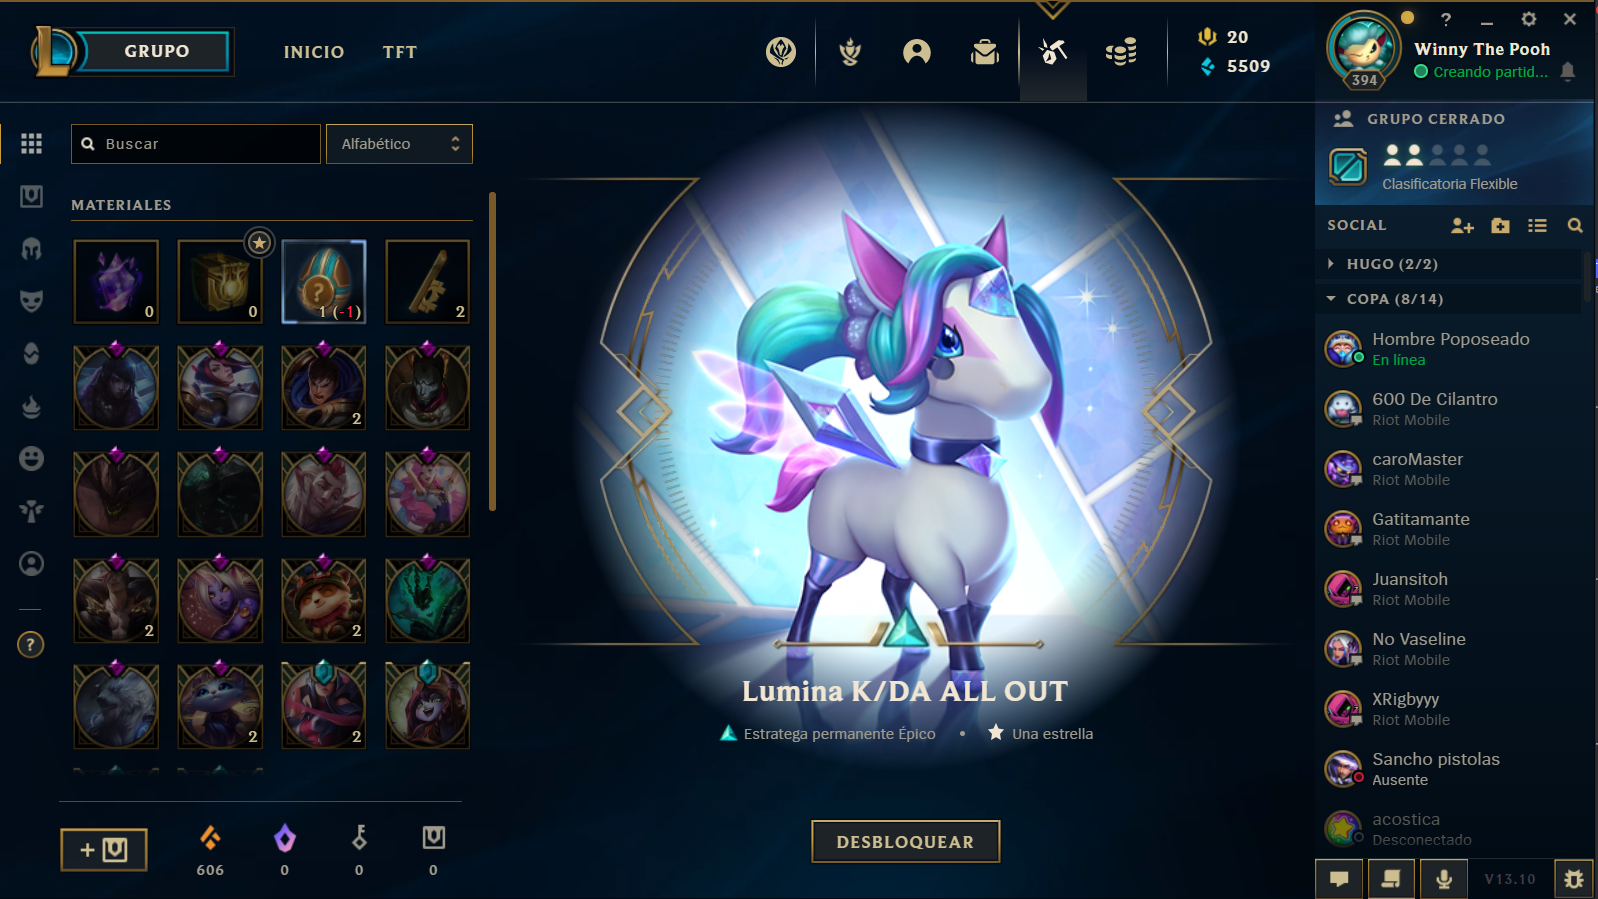 GRUPO
INICIO
TFT
20
5509
394
?
Winny The Pooh
Creando partid...
GRUPO CERRADO
Clasificatoria Flexible
Buscar
Alfabético
MATERIALES
0
0
?
1 (-1)
2
2
2
2
2
2
?
Lumina K/DA ALL OUT
Estratega permanente Épico • Una estrella
DESBLOQUEAR
+
606
0
0
0
SOCIAL
HUGO (2/2)
COPA (8/14)
Hombre Poposeado
En línea
600 De Cilantro
Riot Mobile
caroMaster
Riot Mobile
Gatitamante
Riot Mobile
Juansitoh
Riot Mobile
No Vaseline
Riot Mobile
XRigbyyy
Riot Mobile
Sancho pistolas
Ausente
acostica
Desconectado
V13.10